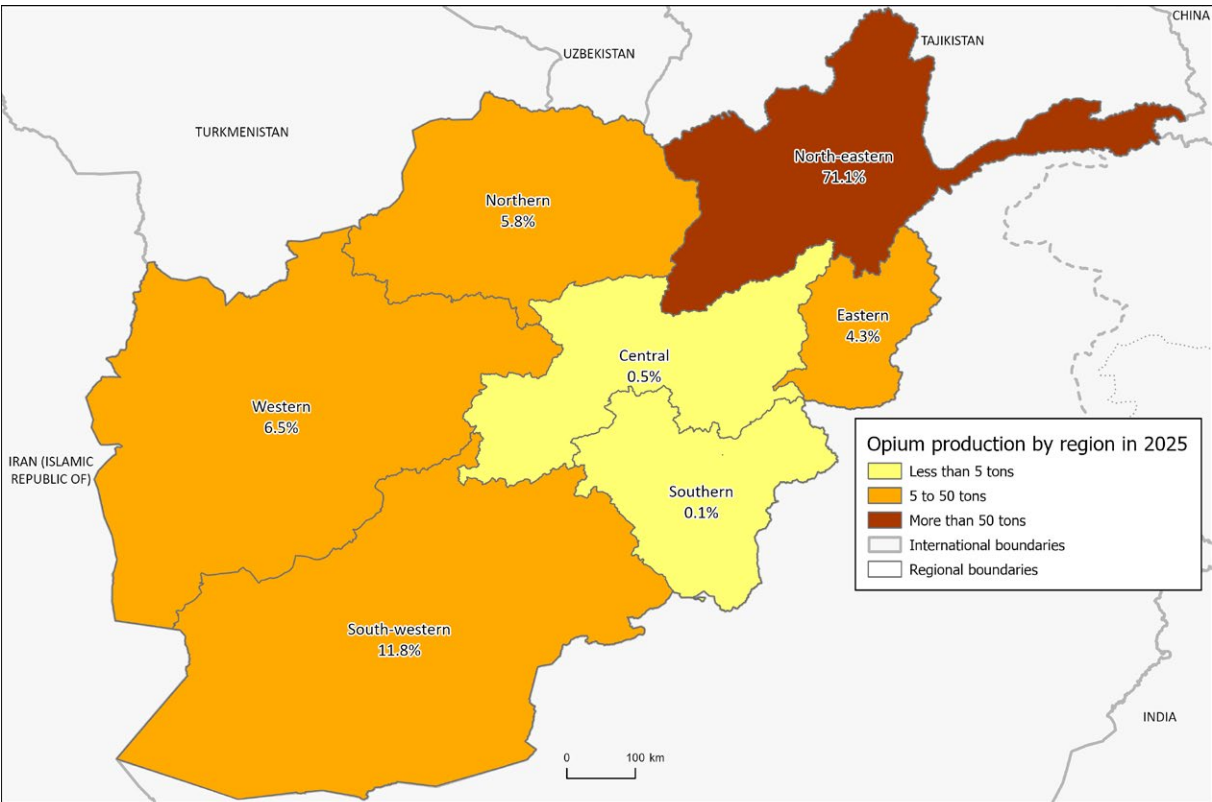 CHINA
TAJIKISTAN
UZBEKISTAN
TURKMENISTAN
North-eastern
71.1%
Northern
5.8%
Eastern
4.3%
Central
0.5%
Western
6.5%
IRAN (ISLAMIC
REPUBLIC OF)
Southern
0.1%
South-western
11.8%
Opium production by region in 2025
Less than 5 tons
5 to 50 tons
More than 50 tons
International boundaries
Regional boundaries
INDIA
0 100 km